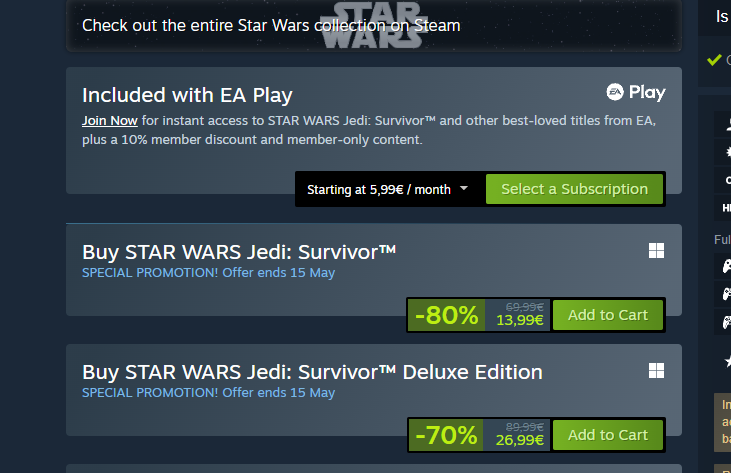 STAR WARS
Check out the entire Star Wars collection on Steam
Is
Included with EA Play
EA Play
Join Now for instant access to STAR WARS Jedi: Survivor™ and other best-loved titles from EA,
plus a 10% member discount and member-only content.
Starting at 5,99€ / month
Select a Subscription
Buy STAR WARS Jedi: Survivor™
SPECIAL PROMOTION! Offer ends 15 May
-80%
69,99€
13,99€
Add to Cart
Buy STAR WARS Jedi: Survivor™ Deluxe Edition
SPECIAL PROMOTION! Offer ends 15 May
-70%
89,99€
26,99€
Add to Cart
Ful